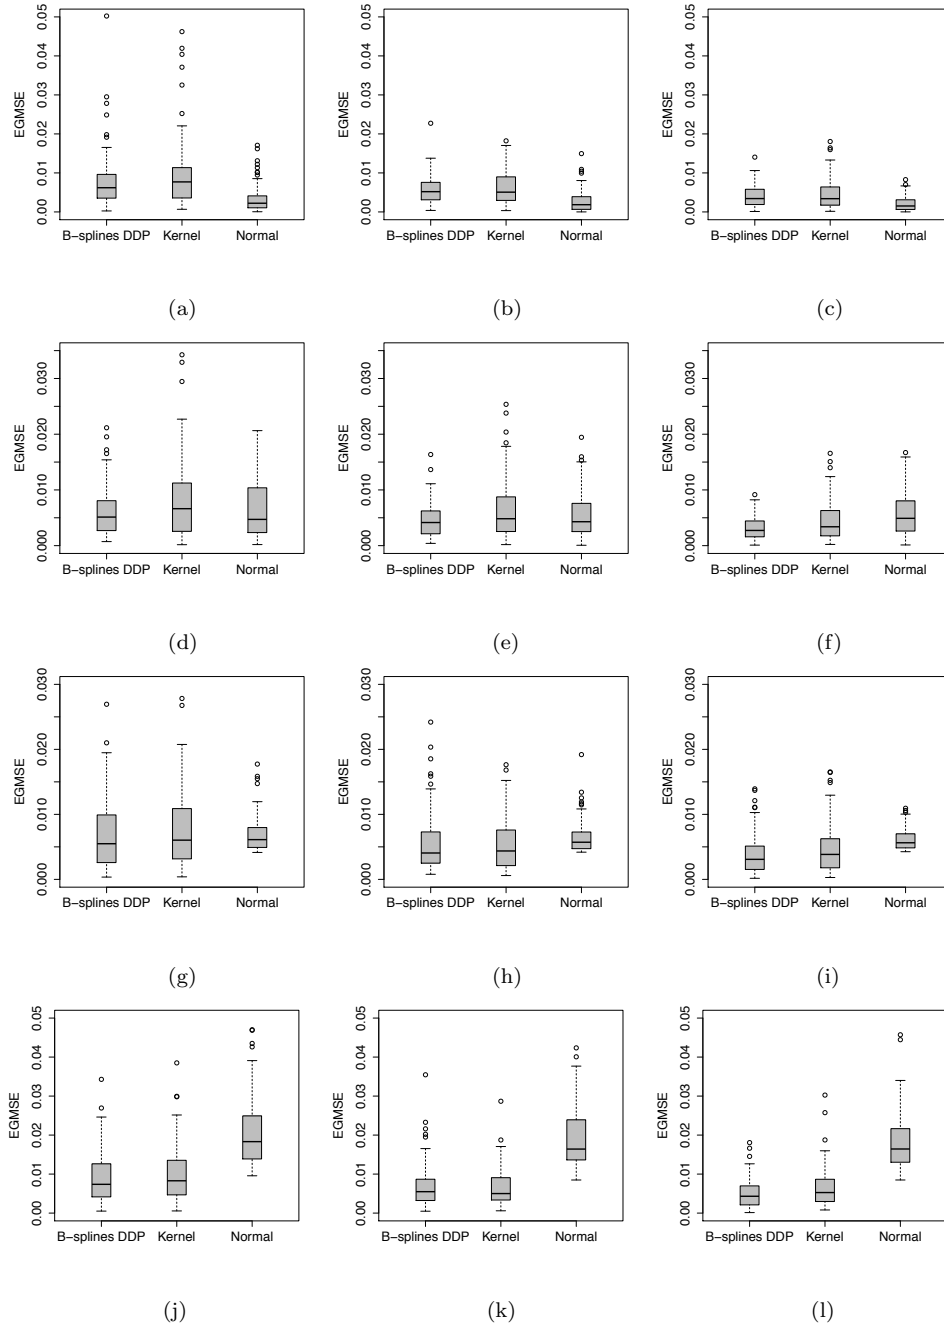 EGMSE
0.00 0.01 0.02 0.03 0.04 0.05
B-splines DDP Kernel Normal
(a)
EGMSE
0.00 0.01 0.02 0.03 0.04 0.05
B-splines DDP Kernel Normal
(b)
EGMSE
0.00 0.01 0.02 0.03 0.04 0.05
B-splines DDP Kernel Normal
(c)
EGMSE
0.000 0.010 0.020 0.030
B-splines DDP Kernel Normal
(d)
EGMSE
0.000 0.010 0.020 0.030
B-splines DDP Kernel Normal
(e)
EGMSE
0.000 0.010 0.020 0.030
B-splines DDP Kernel Normal
(f)
EGMSE
0.000 0.010 0.020 0.030
B-splines DDP Kernel Normal
(g)
EGMSE
0.000 0.010 0.020 0.030
B-splines DDP Kernel Normal
(h)
EGMSE
0.000 0.010 0.020 0.030
B-splines DDP Kernel Normal
(i)
EGMSE
0.00 0.01 0.02 0.03 0.04 0.05
B-splines DDP Kernel Normal
(j)
EGMSE
0.00 0.01 0.02 0.03 0.04 0.05
B-splines DDP Kernel Normal
(k)
EGMSE
0.00 0.01 0.02 0.03 0.04 0.05
B-splines DDP Kernel Normal
(l)